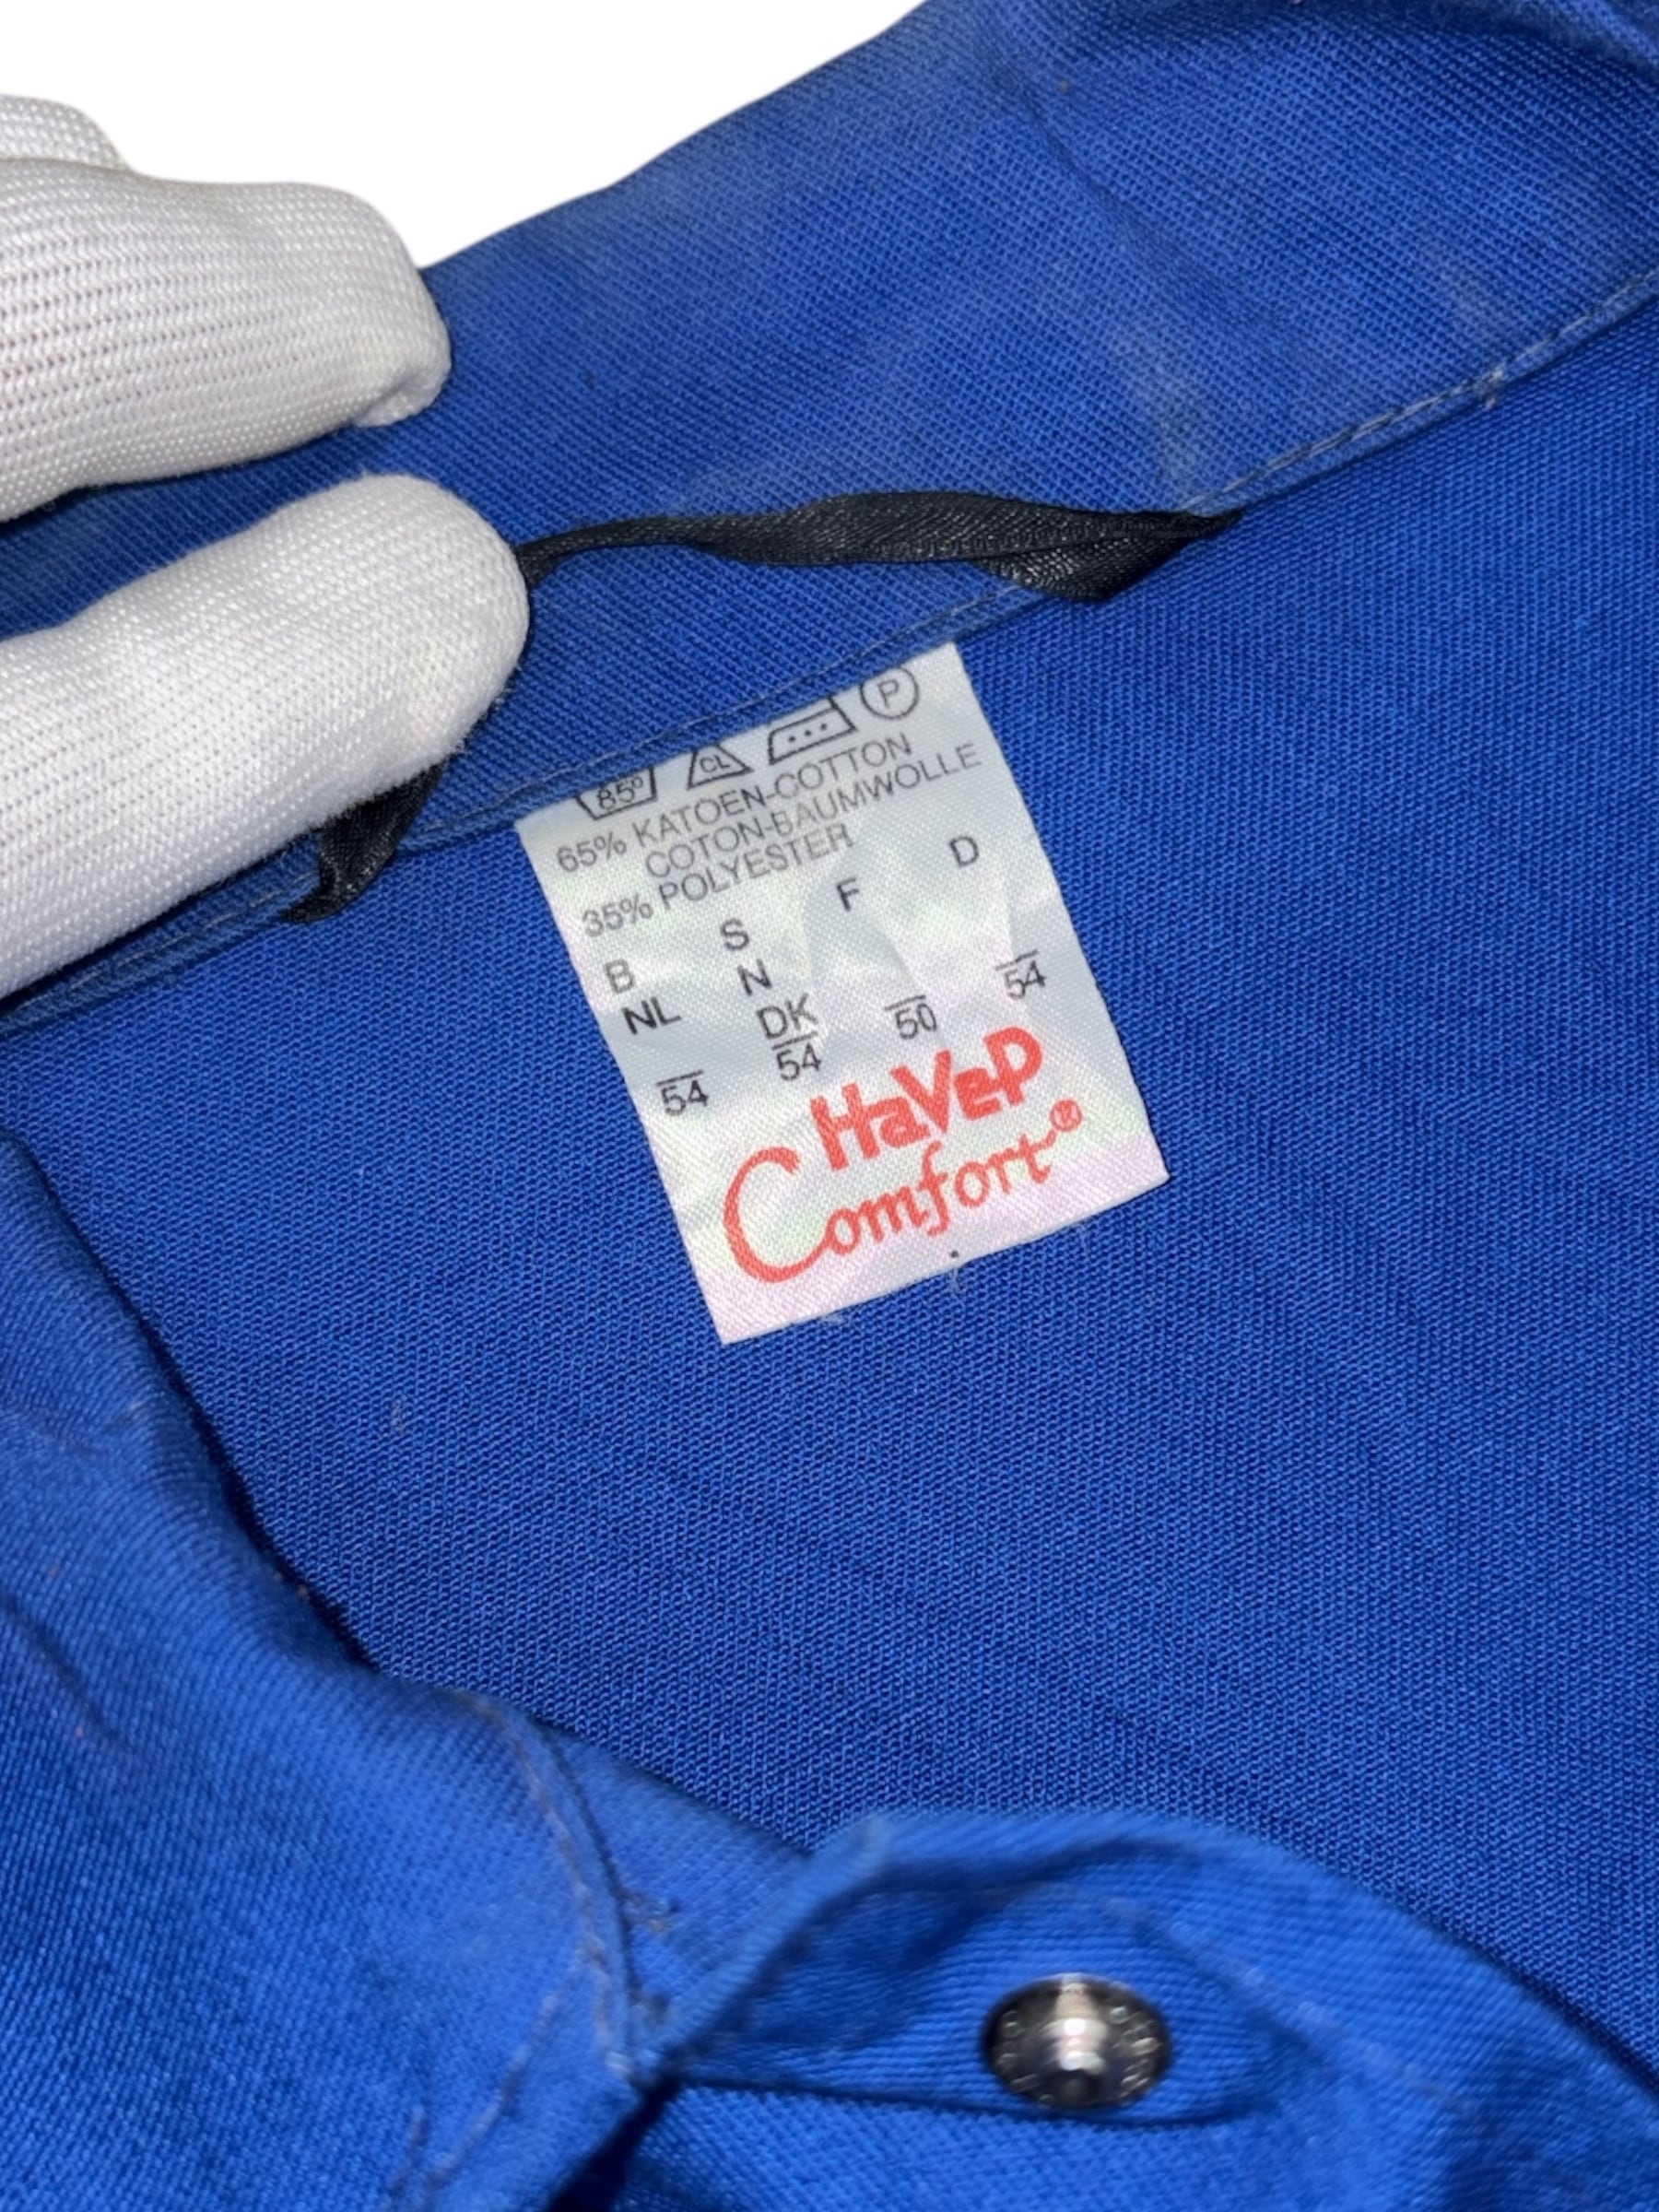 85° CL P
65% KATOEN-COTTON
COTON-BAUMWOLLE
35% POLYESTER
B S F D
NL N
DK
54 54 50 54
HaVeP
Comfort®